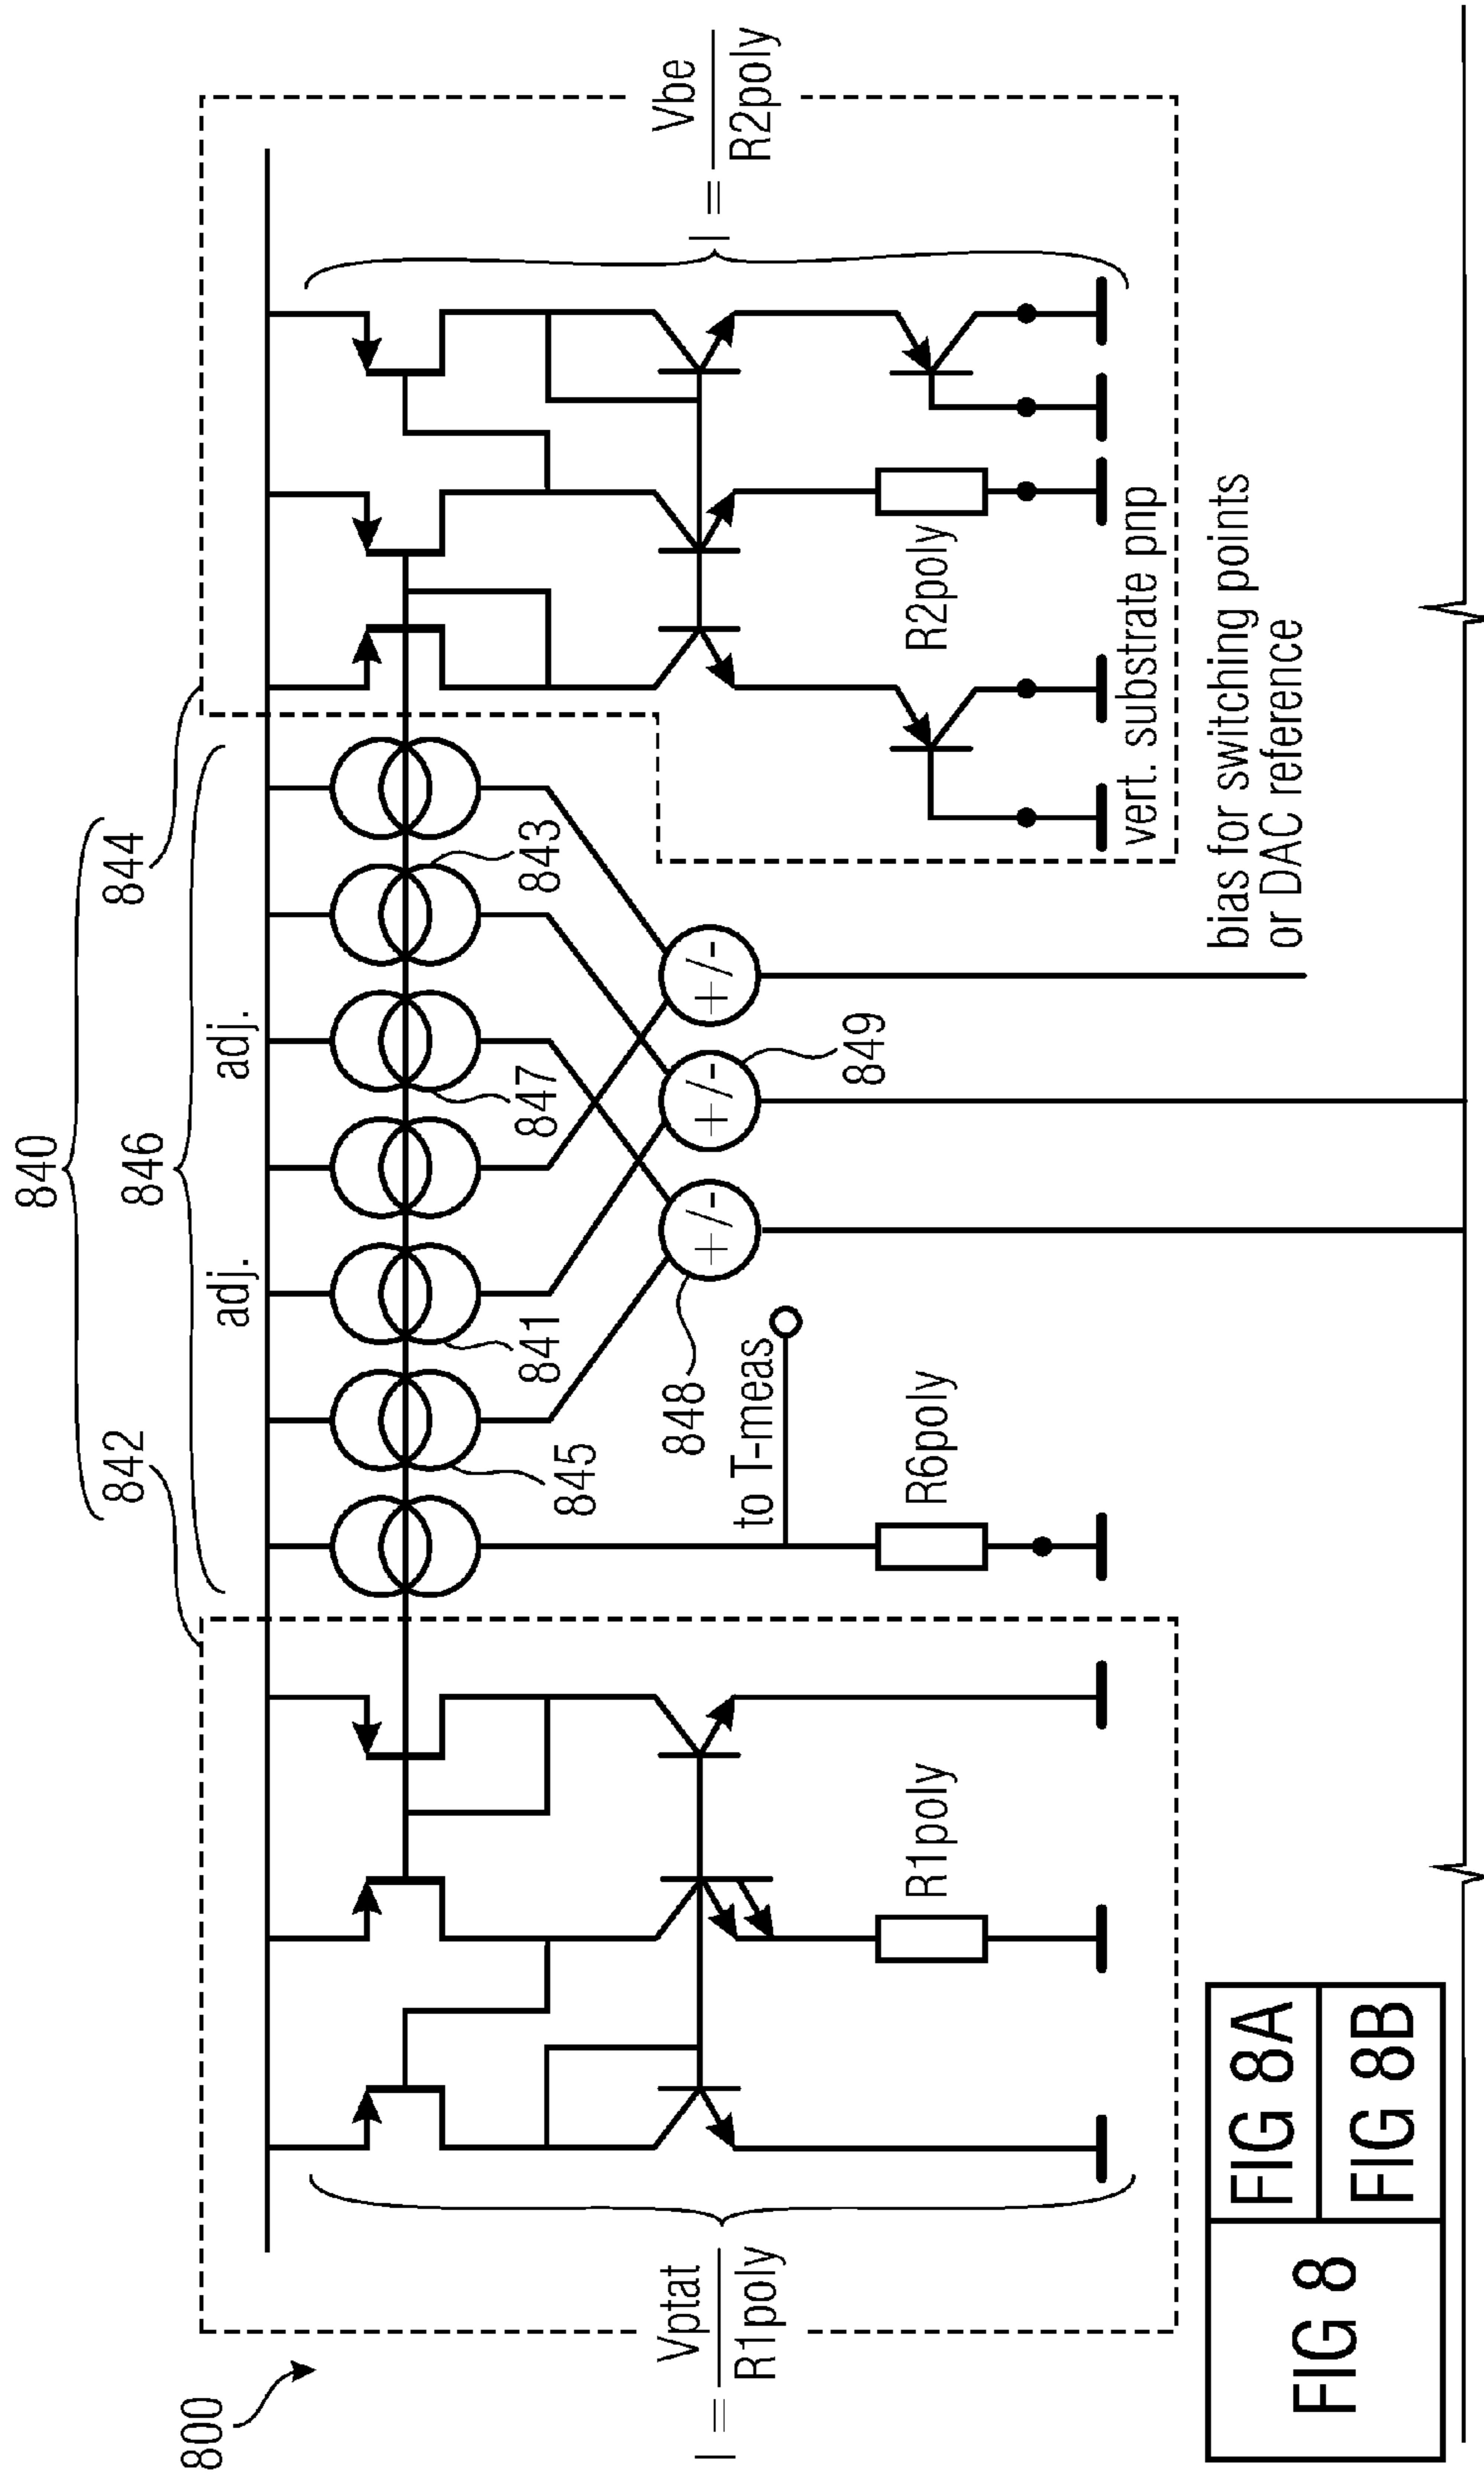 800
840
842
846
844
adj.
adj.
845
841
847
843
848
849
I = Vptat
R1poly
I = Vbe
R2poly
to T-meas
+/-
+/-
+/-
R1poly
R6poly
R2poly
vert. substrate pnp
bias for switching points
or DAC reference
FIG 8
FIG 8A
FIG 8B